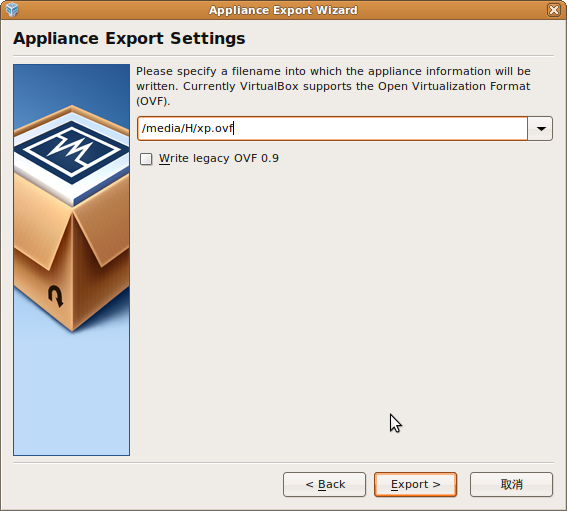 Appliance Export Wizard
Appliance Export Settings
Please specify a filename into which the appliance information will be
written. Currently VirtualBox supports the Open Virtualization Format
(OVF).
/media/H/xp.ovf
Write legacy OVF 0.9
< Back
Export >
取消